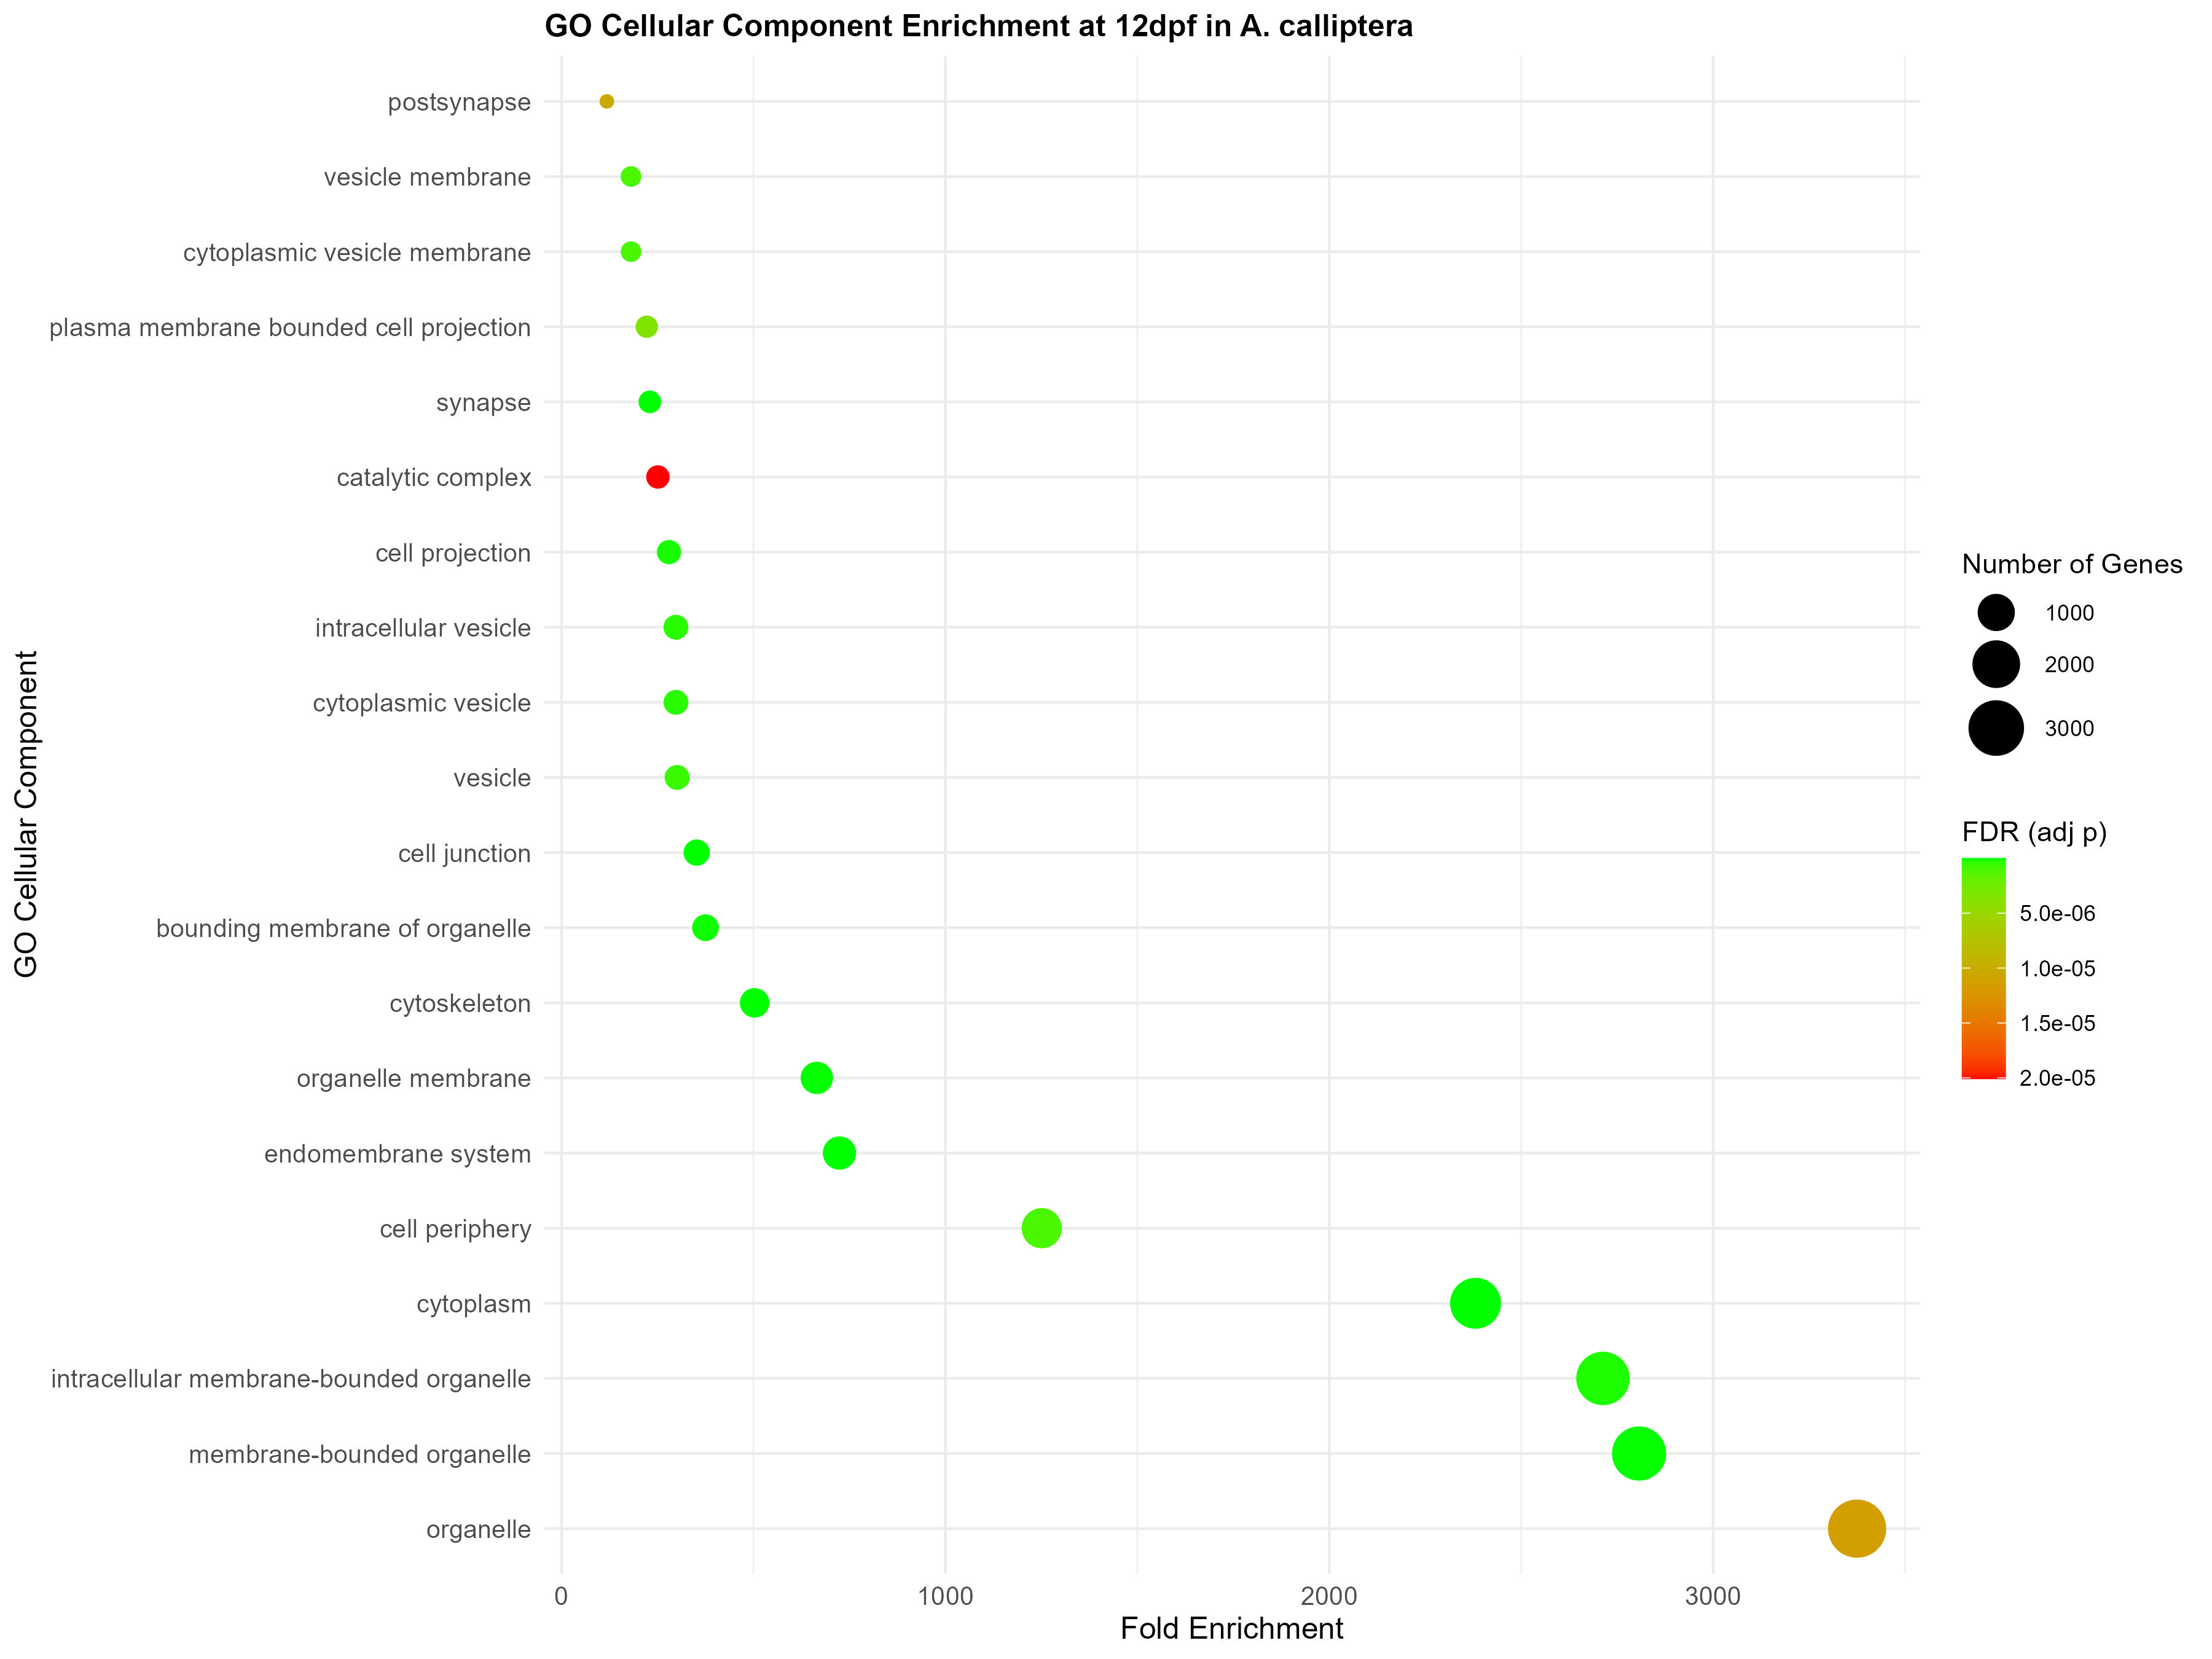 GO Cellular Component Enrichment at 12dpf in A. calliptera
GO Cellular Component
postsynapse
vesicle membrane
cytoplasmic vesicle membrane
plasma membrane bounded cell projection
synapse
catalytic complex
cell projection
intracellular vesicle
cytoplasmic vesicle
vesicle
cell junction
bounding membrane of organelle
cytoskeleton
organelle membrane
endomembrane system
cell periphery
cytoplasm
intracellular membrane-bounded organelle
membrane-bounded organelle
organelle
0 1000 2000 3000
Fold Enrichment
Number of Genes
1000
2000
3000
FDR (adj p)
5.0e-06
1.0e-05
1.5e-05
2.0e-05